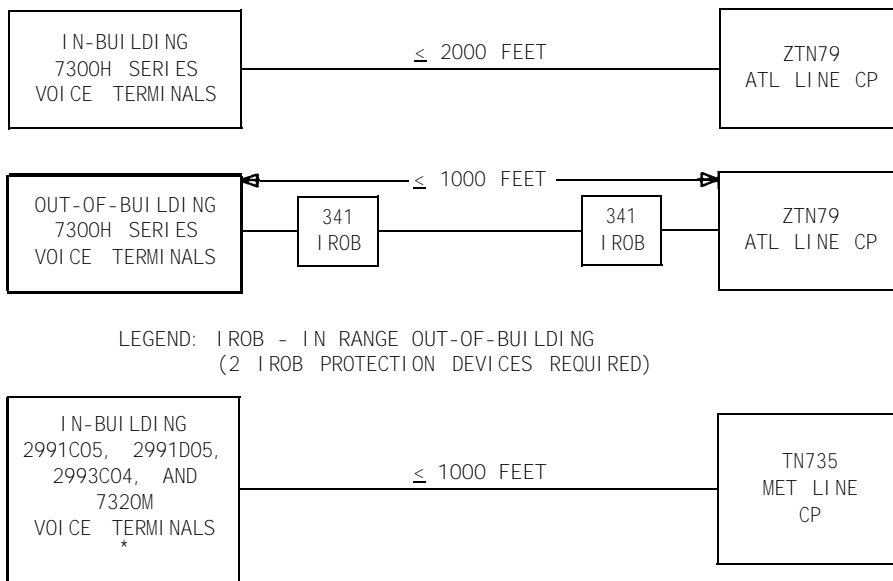 IN-BUILDING
7300H SERIES
VOICE TERMINALS
≤ 2000 FEET
ZTN79
ATL LINE CP
OUT-OF-BUILDING
7300H SERIES
VOICE TERMINALS
≤ 1000 FEET
341
IROB
341
IROB
ZTN79
ATL LINE CP
LEGEND: IROB - IN RANGE OUT-OF-BUILDING
(2 IROB PROTECTION DEVICES REQUIRED)
IN-BUILDING
2991C05, 2991D05,
2993C04, AND
7320M
VOICE TERMINALS
*
≤ 1000 FEET
TN735
MET LINE
CP